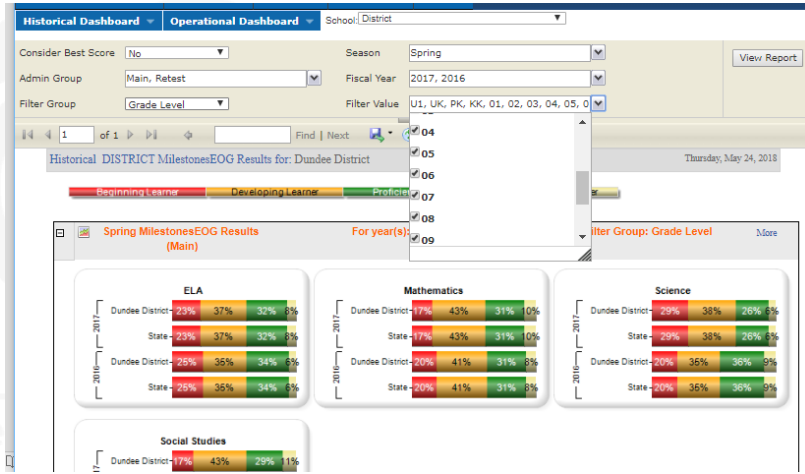 Historical Dashboard Operational Dashboard School: District
Consider Best Score No Season Spring View Report
Admin Group Main, Retest Fiscal Year 2017, 2016
Filter Group Grade Level Filter Value U1, UK, PK, KK, 01, 02, 03, 04, 05, 0
1 of 1 Find | Next
04
05
06
07
08
09
Historical DISTRICT MilestonesEOG Results for: Dundee District Thursday, May 24, 2018
Beginning Learner Developing Learner
Spring MilestonesEOG Results (Main) For year(s): Filter Group: Grade Level More
ELA
2017
Dundee District 23% 37% 32% 8%
State 23% 37% 32% 8%
2016
Dundee District 25% 35% 34% 6%
State 25% 35% 34% 6%
Mathematics
2017
Dundee District 17% 43% 31% 10%
State 17% 43% 31% 10%
2016
Dundee District 20% 41% 31% 8%
State 20% 41% 31% 8%
Science
2017
Dundee District 29% 38% 26% 6%
State 29% 38% 26% 6%
2016
Dundee District 20% 36% 36% 9%
State 20% 36% 36% 9%
Social Studies
Dundee District 17% 43% 29% 11%